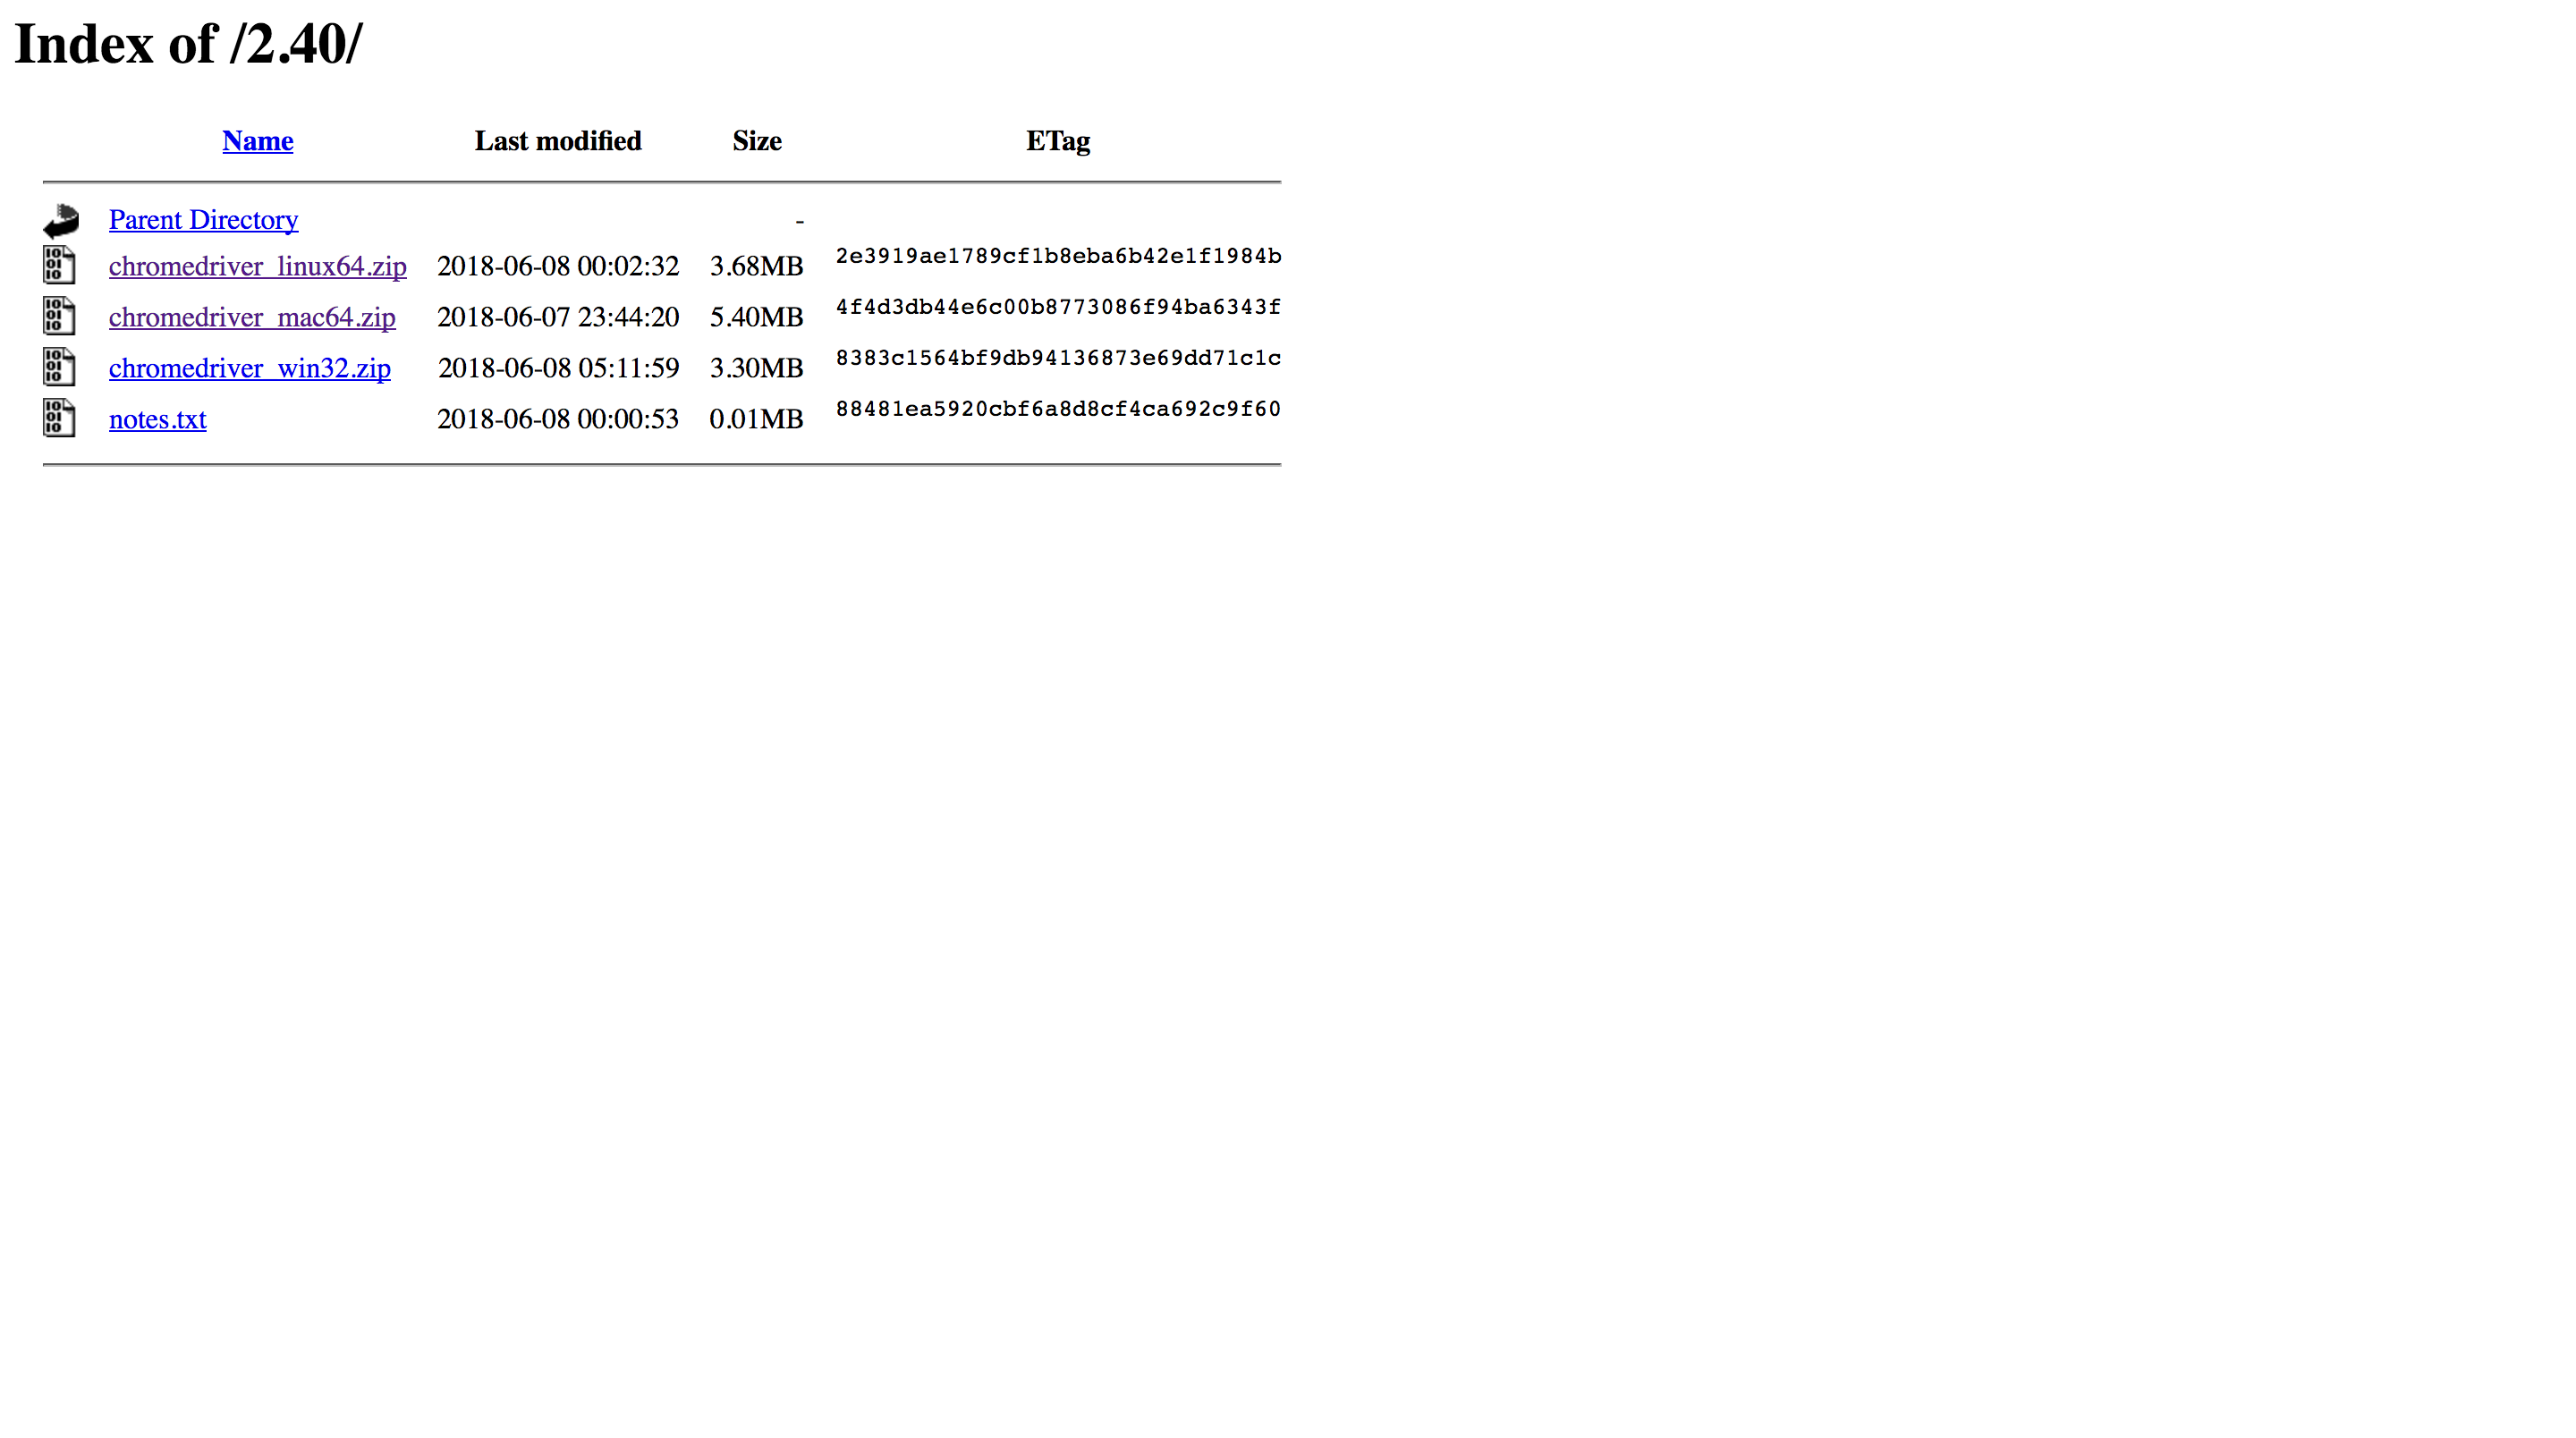 Index of /2.40/
Name Last modified Size ETag
Parent Directory -
chromedriver_linux64.zip 2018-06-08 00:02:32 3.68MB 2e3919ae1789cf1b8eba6b42e1f1984b
chromedriver_mac64.zip 2018-06-07 23:44:20 5.40MB 4f4d3db44e6c00b8773086f94ba6343f
chromedriver_win32.zip 2018-06-08 05:11:59 3.30MB 8383c1564bf9db94136873e69dd71c1c
notes.txt 2018-06-08 00:00:53 0.01MB 88481ea5920cbf6a8d8cf4ca692c9f60